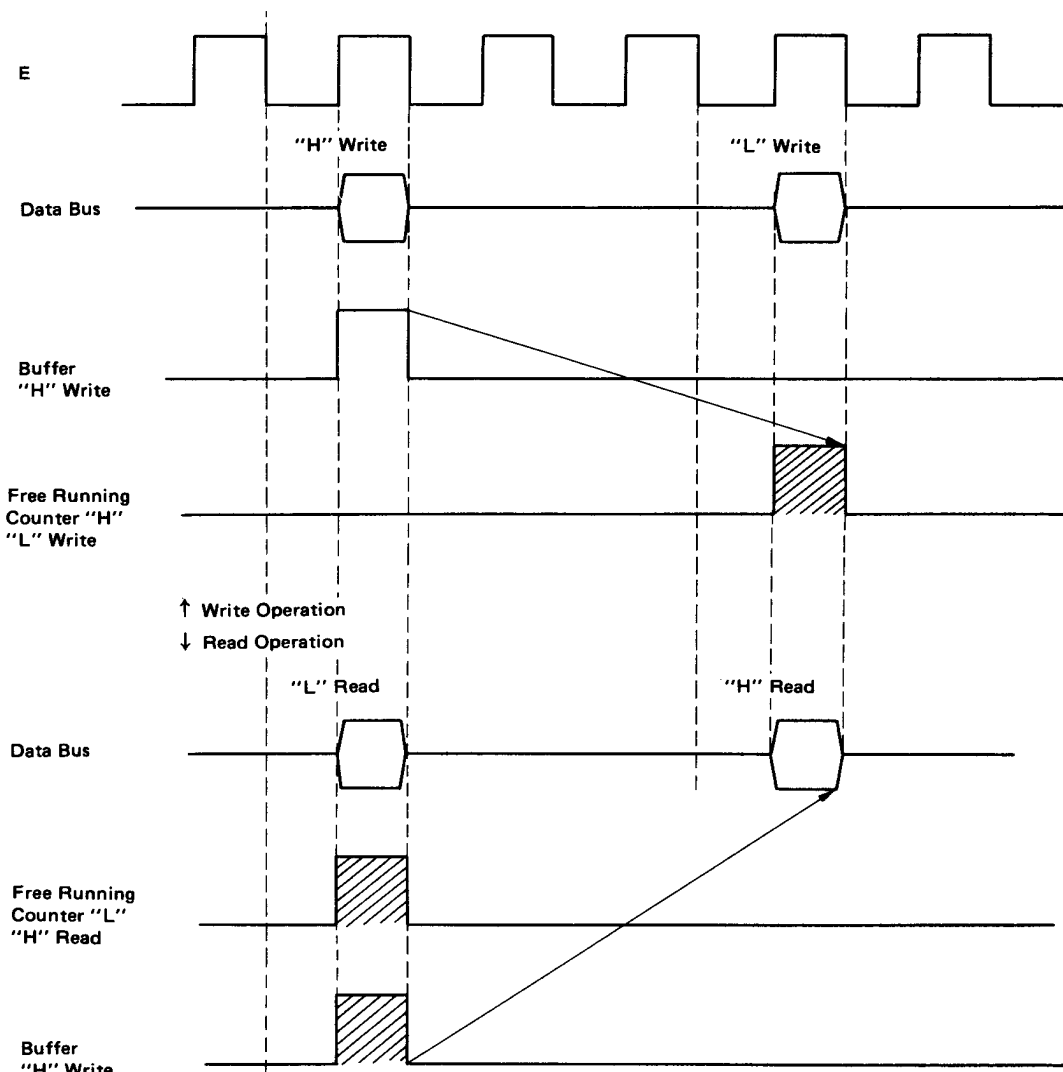 E
"H" Write
"L" Write
Data Bus
Buffer
"H" Write
Free Running
Counter "H"
"L" Write
↑ Write Operation
↓ Read Operation
"L" Read
"H" Read
Data Bus
Free Running
Counter "L"
"H" Read
Buffer
"H" Write